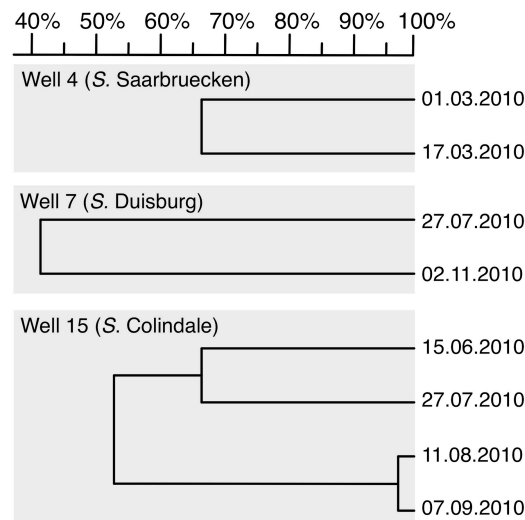 40% 50% 60% 70% 80% 90% 100%
Well 4 (S. Saarbruecken)
01.03.2010
17.03.2010
Well 7 (S. Duisburg)
27.07.2010
02.11.2010
Well 15 (S. Colindale)
15.06.2010
27.07.2010
11.08.2010
07.09.2010